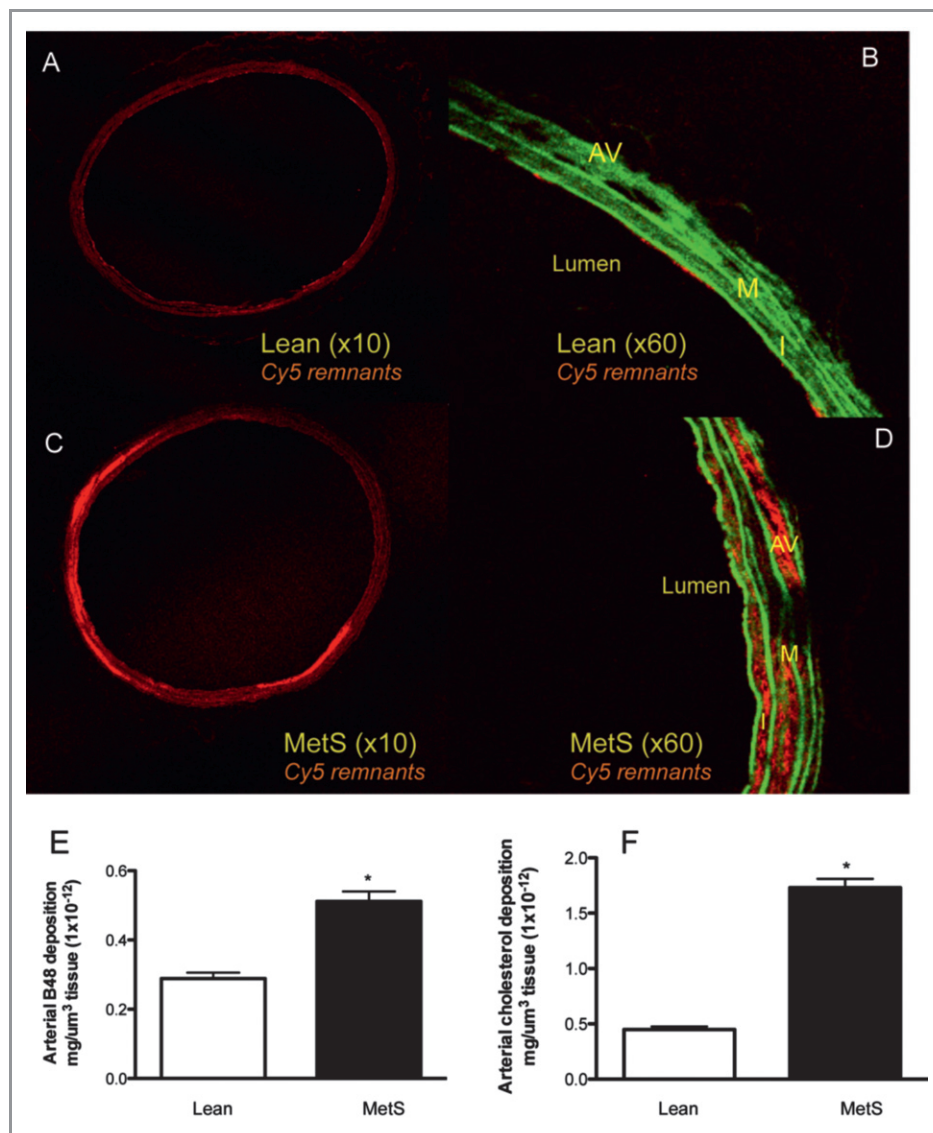 A
B
AV
M
I
Lumen
Lean (x10)
Cy5 remnants
Lean (x60)
Cy5 remnants
C
D
AV
Lumen
M
I
MetS (x10)
Cy5 remnants
MetS (x60)
Cy5 remnants
E
Arterial B48 deposition
mg/um³ tissue (1x10⁻¹²)
0.6
0.4
0.2
0.0
*
Lean
MetS
F
Arterial cholesterol deposition
mg/um³ tissue (1x10⁻¹²)
2.0
1.5
1.0
0.5
0.0
*
Lean
MetS